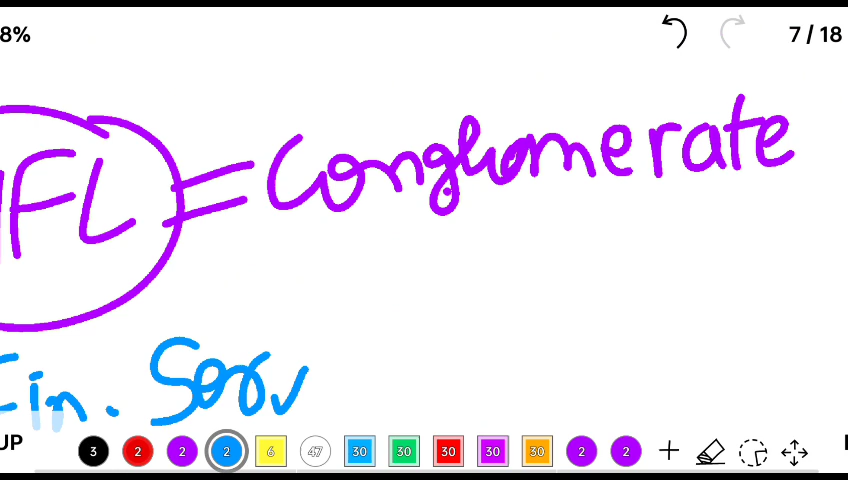 8% 7 / 18
IFL = Conglomerate
Fin. Serv
UP 3 2 2 2 6 47 30 30 30 30 30 2 2